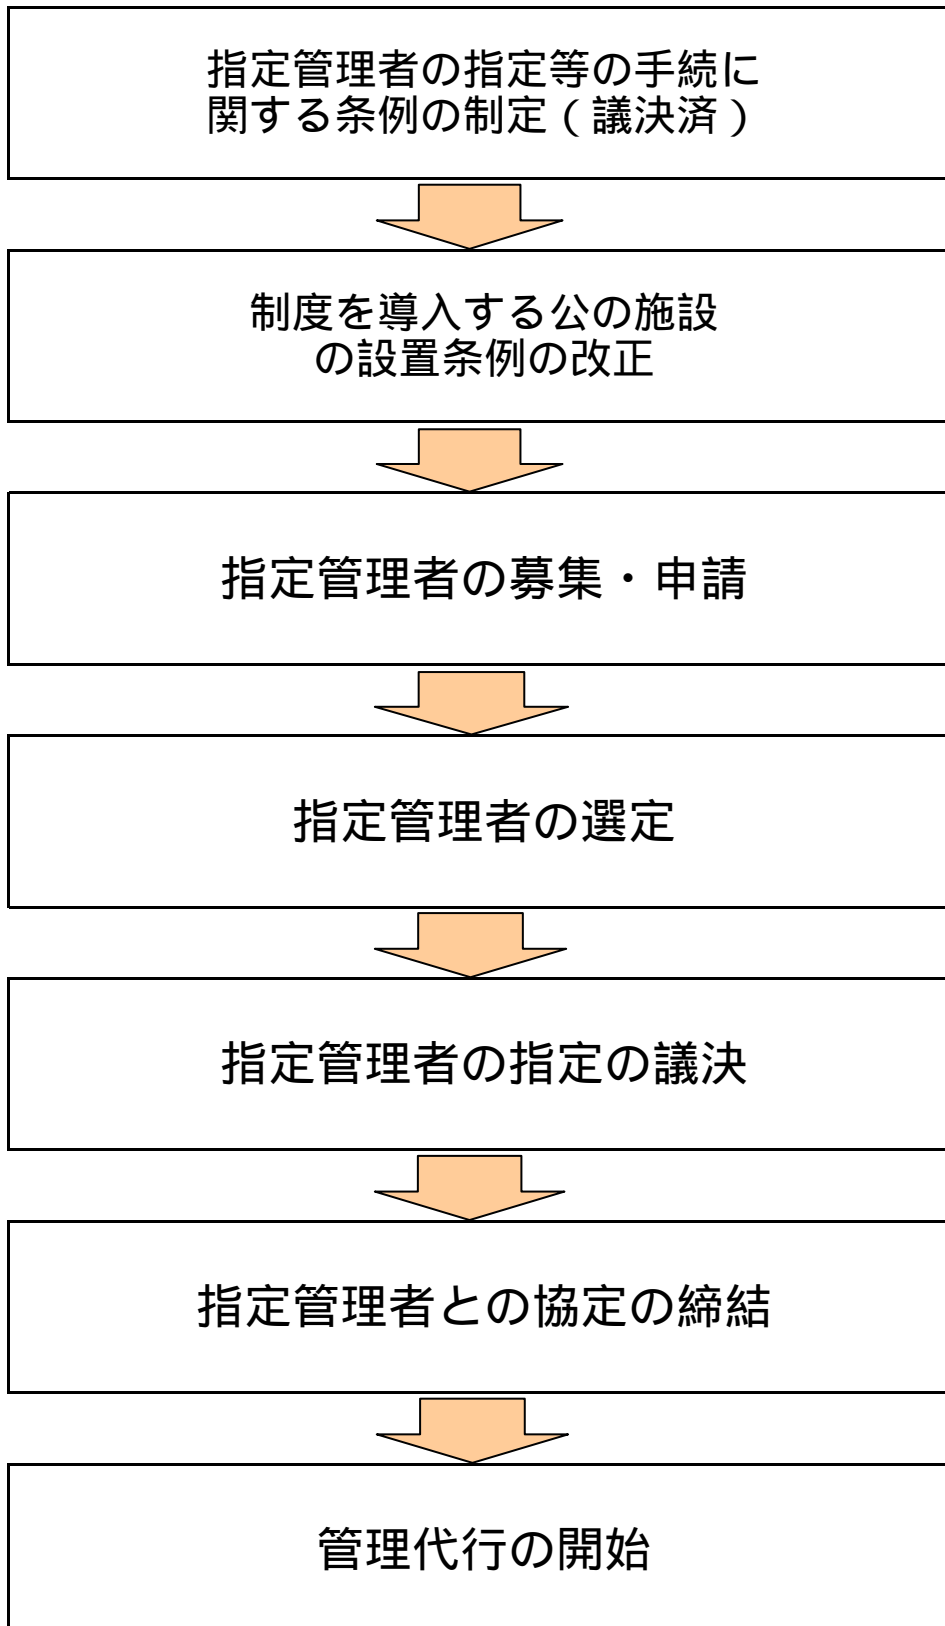 指定管理者の指定等の手続に
関する条例の制定（議決済）
制度を導入する公の施設
の設置条例の改正
指定管理者の募集・申請
指定管理者の選定
指定管理者の指定の議決
指定管理者との協定の締結
管理代行の開始